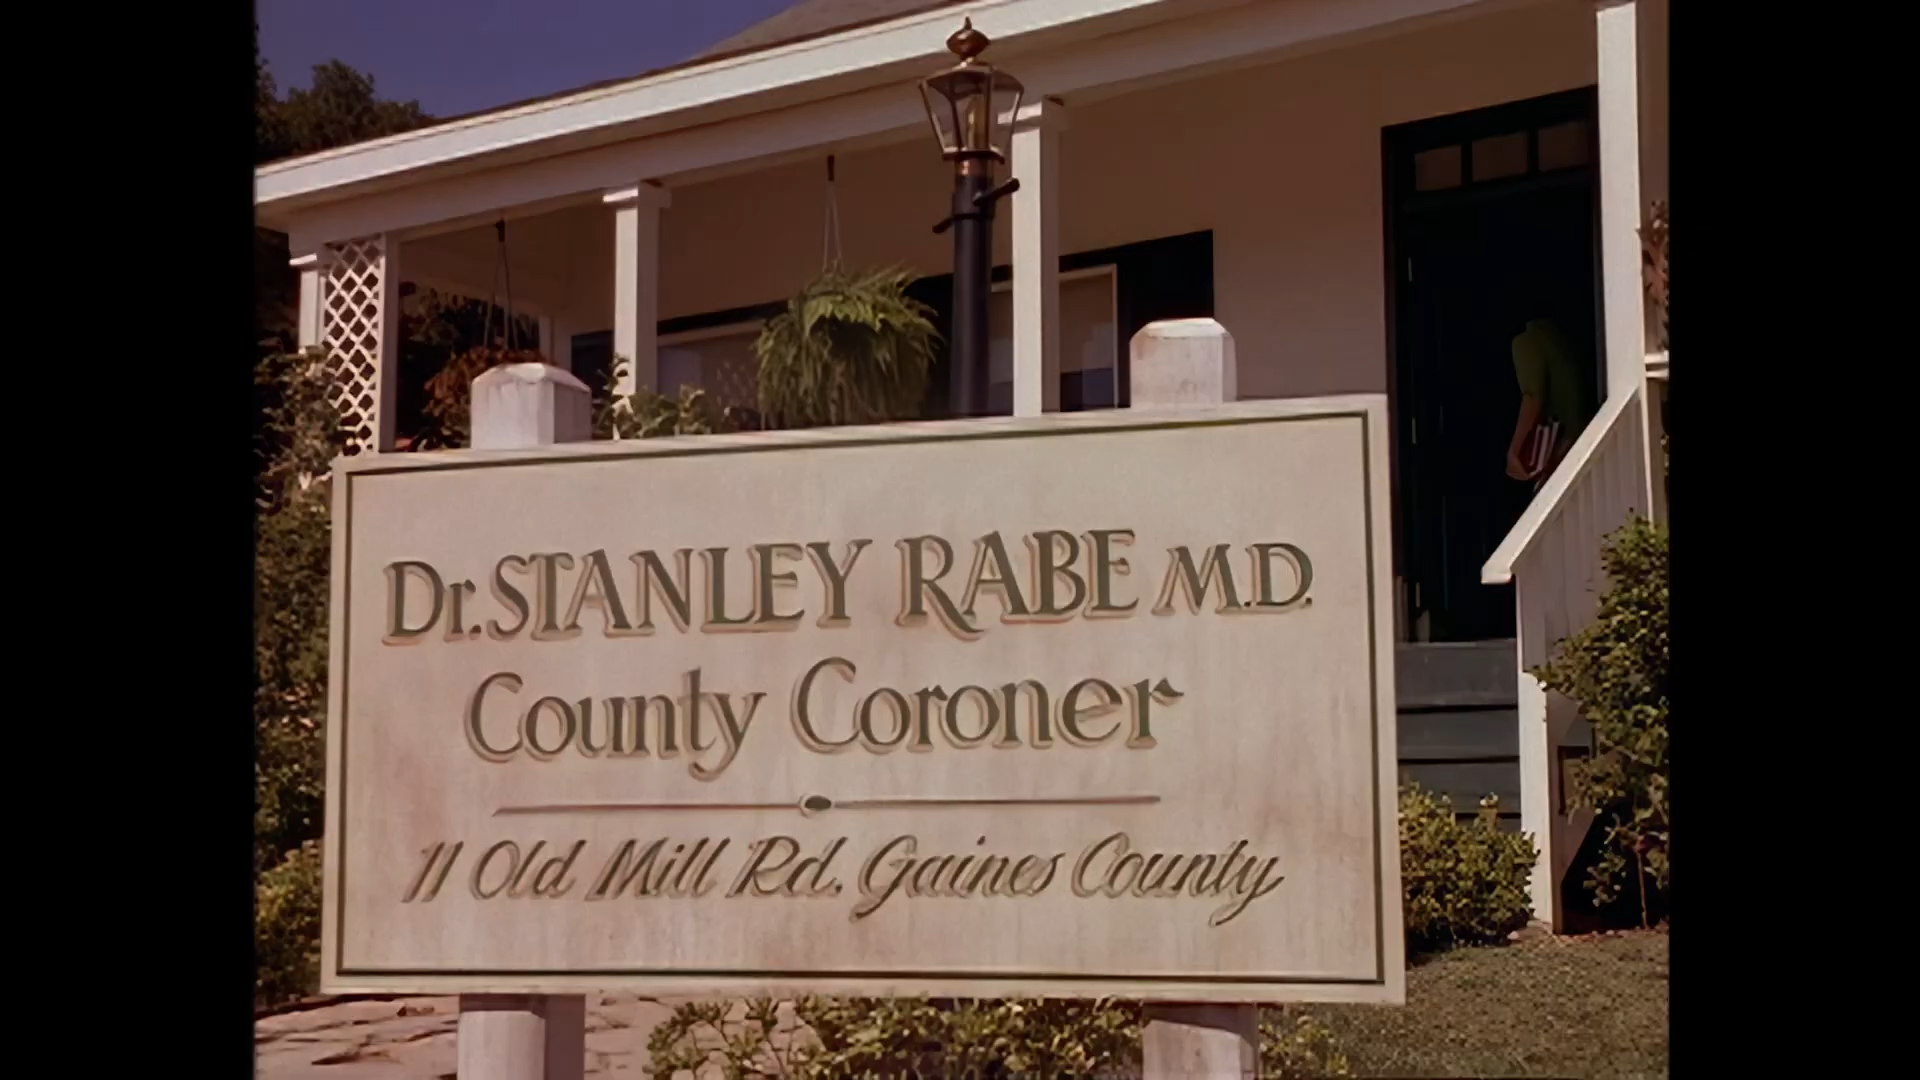 Dr. STANLEY RABE M.D.
County Coroner
11 Old Mill Rd. Gaines County